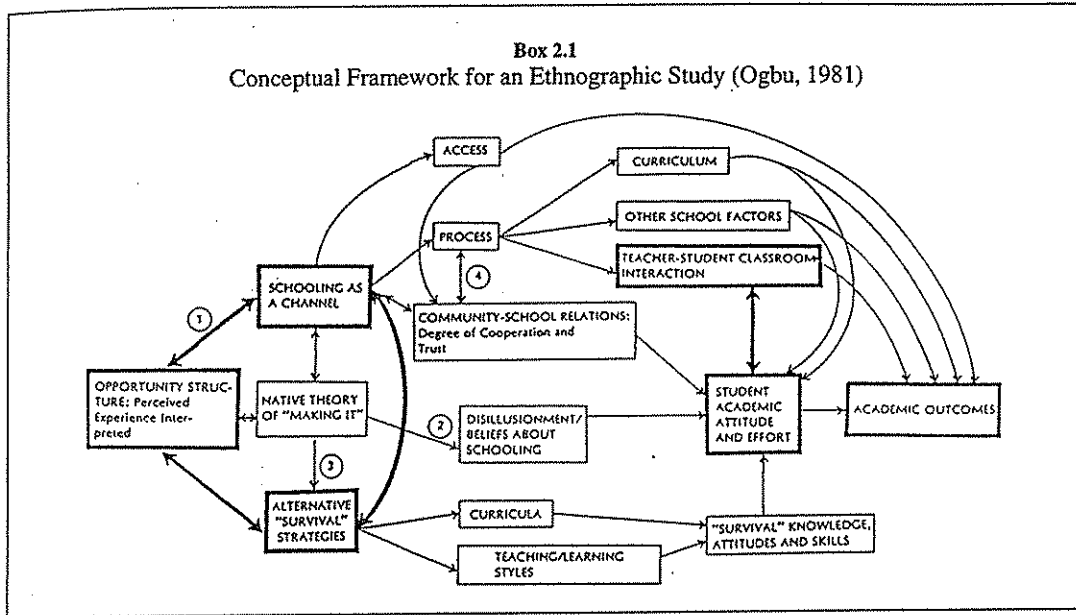 Box 2.1
Conceptual Framework for an Ethnographic Study (Ogbu, 1981)
ACCESS
CURRICULUM
PROCESS
OTHER SCHOOL FACTORS
TEACHER-STUDENT CLASSROOM
INTERACTION
SCHOOLING AS
A CHANNEL
4
1
COMMUNITY-SCHOOL RELATIONS:
Degree of Cooperation and
Trust
OPPORTUNITY STRUC-
TURE: Perceived
Experience Inter-
preted
NATIVE THEORY
OF "MAKING IT"
2
DISILLUSIONMENT/
BELIEFS ABOUT
SCHOOLING
STUDENT
ACADEMIC
ATTITUDE
AND EFFORT
ACADEMIC OUTCOMES
3
ALTERNATIVE
"SURVIVAL"
STRATEGIES
CURRICULA
TEACHING/LEARNING
STYLES
"SURVIVAL" KNOWLEDGE,
ATTITUDES AND SKILLS